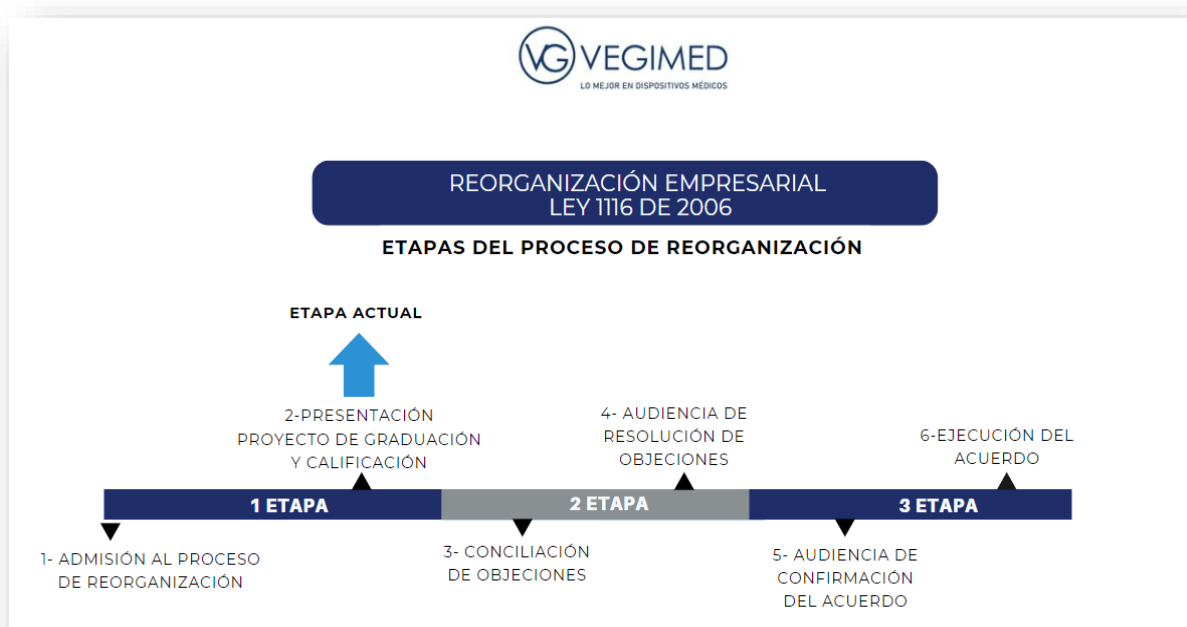 VG VEGIMED
LO MEJOR EN DISPOSITIVOS MÉDICOS
REORGANIZACIÓN EMPRESARIAL
LEY 1116 DE 2006
ETAPAS DEL PROCESO DE REORGANIZACIÓN
ETAPA ACTUAL
2-PRESENTACIÓN
PROYECTO DE GRADUACIÓN
Y CALIFICACIÓN
4- AUDIENCIA DE
RESOLUCIÓN DE
OBJECIONES
6-EJECUCIÓN DEL
ACUERDO
1 ETAPA
2 ETAPA
3 ETAPA
1- ADMISIÓN AL PROCESO
DE REORGANIZACIÓN
3- CONCILIACIÓN
DE OBJECIONES
5- AUDIENCIA DE
CONFIRMACIÓN
DEL ACUERDO